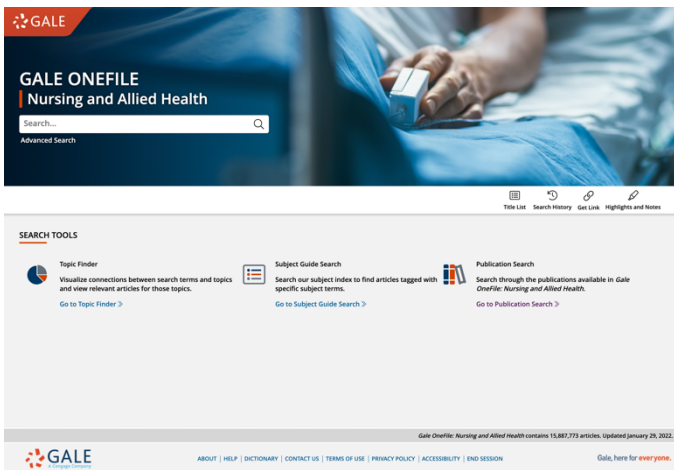 GALE
GALE ONEFILE
Nursing and Allied Health
Search...
Advanced Search
Title List Search History Get Link Highlights and Notes
SEARCH TOOLS
Topic Finder
Visualize connections between search terms and topics
and view relevant articles for those topics.
Go to Topic Finder »
Subject Guide Search
Search our subject index to find articles tagged with
specific subject terms.
Go to Subject Guide Search »
Publication Search
Search through the publications available in Gale
OneFile: Nursing and Allied Health.
Go to Publication Search »
Gale OneFile: Nursing and Allied Health contains 15,887,773 articles. Updated January 29, 2022.
GALE
A Cengage Company
ABOUT | HELP | DICTIONARY | CONTACT US | TERMS OF USE | PRIVACY POLICY | ACCESSIBILITY | END SESSION
Gale, here for everyone.